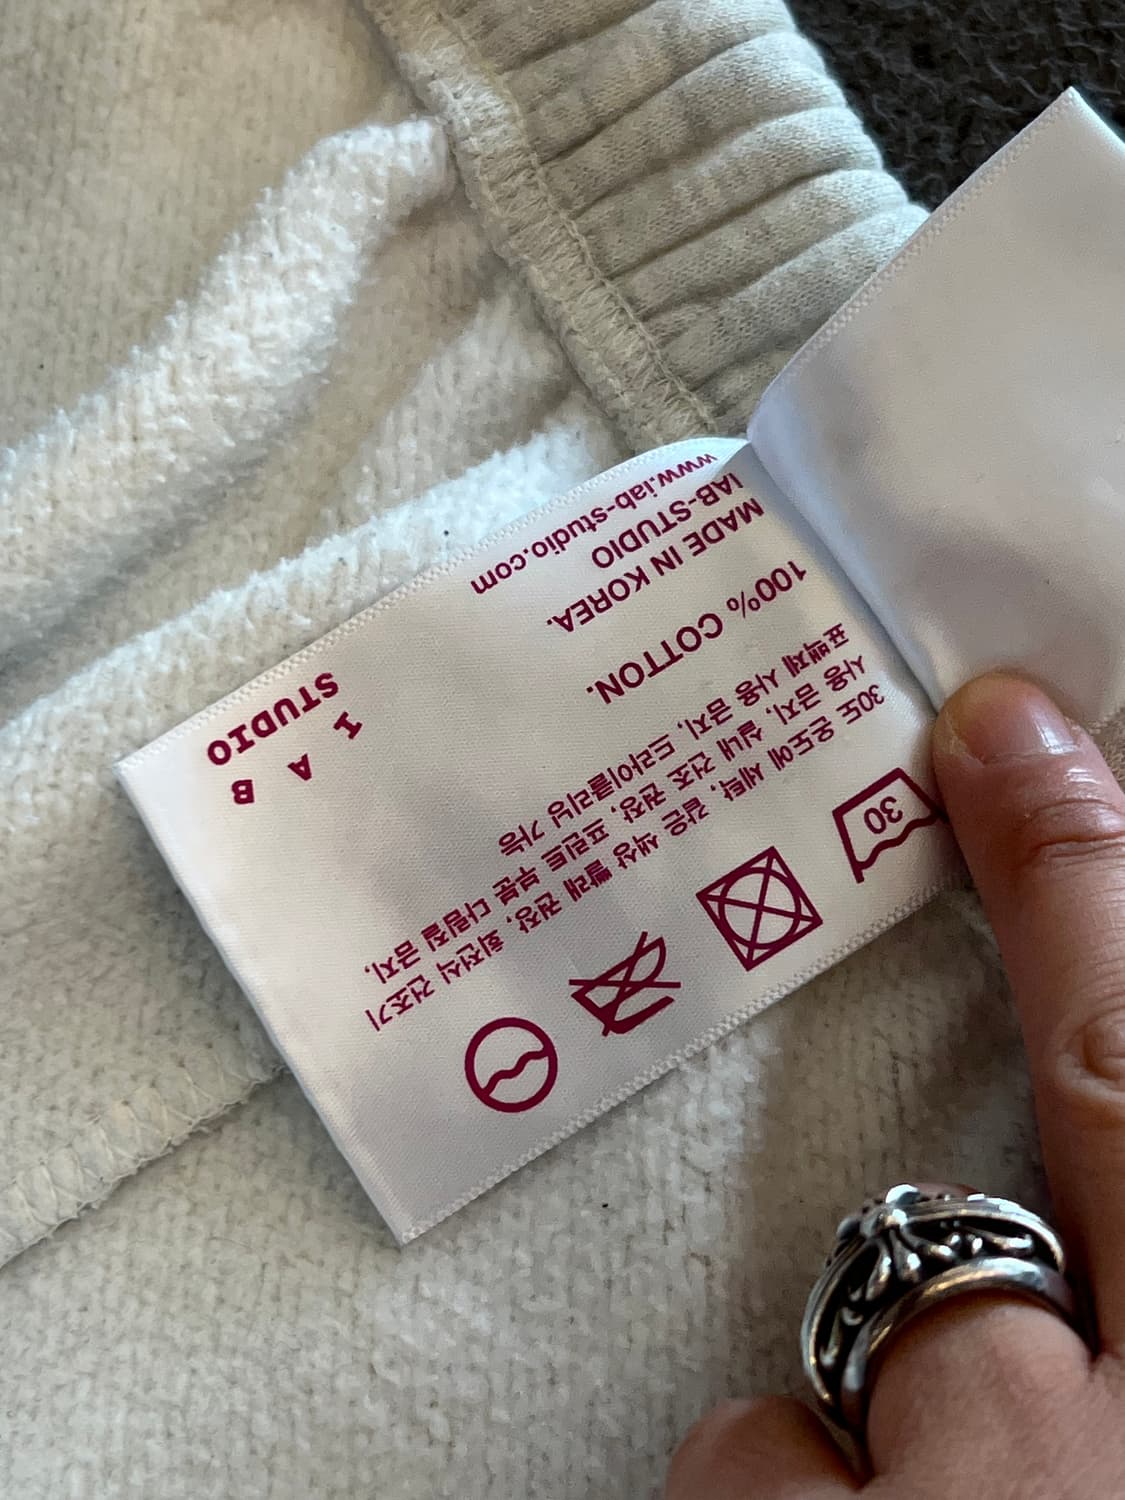 30
30도 온도에 세탁, 같은 색상 빨래 권장, 회전식 건조기
사용 금지, 실내 건조 권장, 프린트 부분 다림질 금지,
표백제 사용 금지, 드라이클리닝 가능
100% COTTON.
MADE IN KOREA.
IAB-STUDIO
www.iab-studio.com
I A B
STUDIO